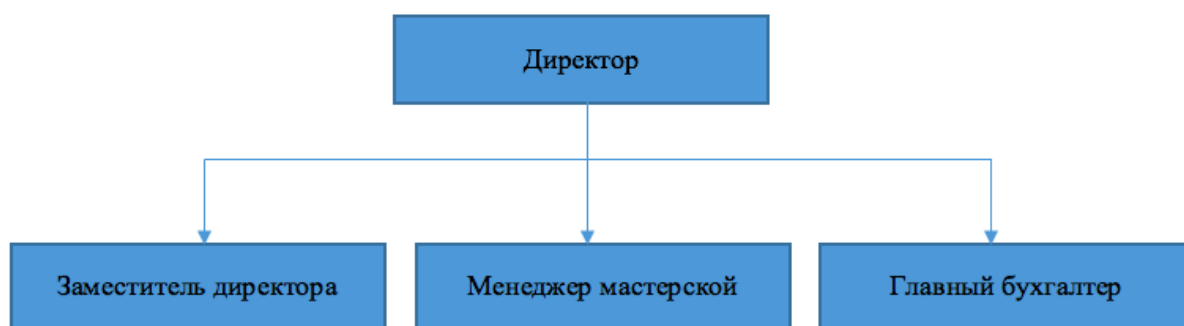 Директор
Заместитель директора
Менеджер мастерской
Главный бухгалтер